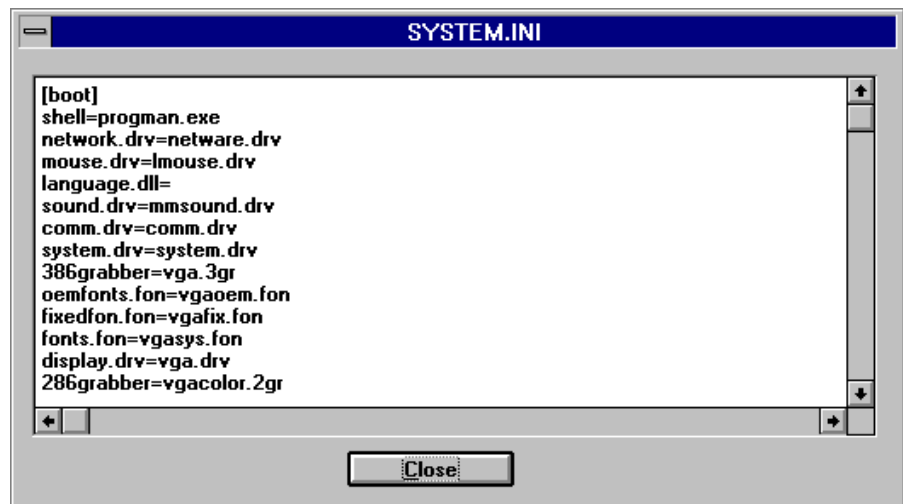 SYSTEM.INI
[boot]
shell=progman.exe
network.drv=netware.drv
mouse.drv=lmouse.drv
language.dll=
sound.drv=mmsound.drv
comm.drv=comm.drv
system.drv=system.drv
386grabber=vga.3gr
oemfonts.fon=vgaoem.fon
fixedfon.fon=vgafix.fon
fonts.fon=vgasys.fon
display.drv=vga.drv
286grabber=vgacolor.2gr
Close